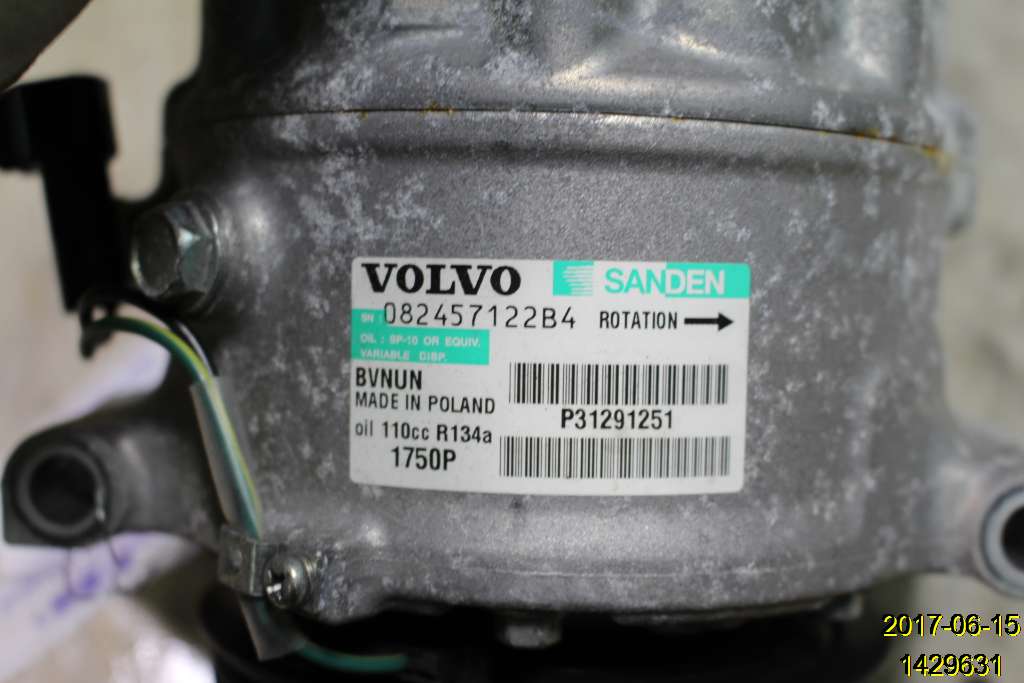 VOLVO SANDEN
SN 082457122B4 ROTATION
OIL : SP-10 OR EQUIV.
VARIABLE DISP.
BVNUN
MADE IN POLAND
P31291251
oil 110cc R134a
1750P
2017-06-15
1429631